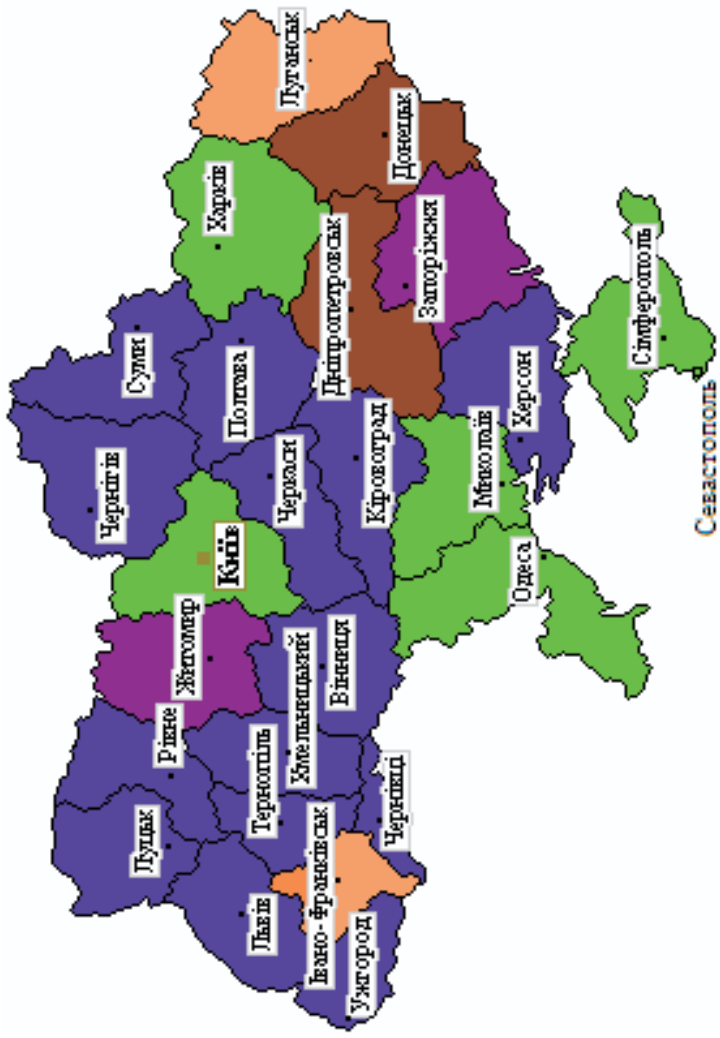 Луцьк
Рівне
Житомир
Київ
Чернігів
Суми
Харків
Луганськ
Львів
Тернопіль
Хмельницький
Вінниця
Черкаси
Полтава
Ужгород
Івано-Франківськ
Чернівці
Кіровоград
Дніпропетровськ
Донецьк
Запоріжжя
Одеса
Миколаїв
Херсон
Сімферополь
Севастополь